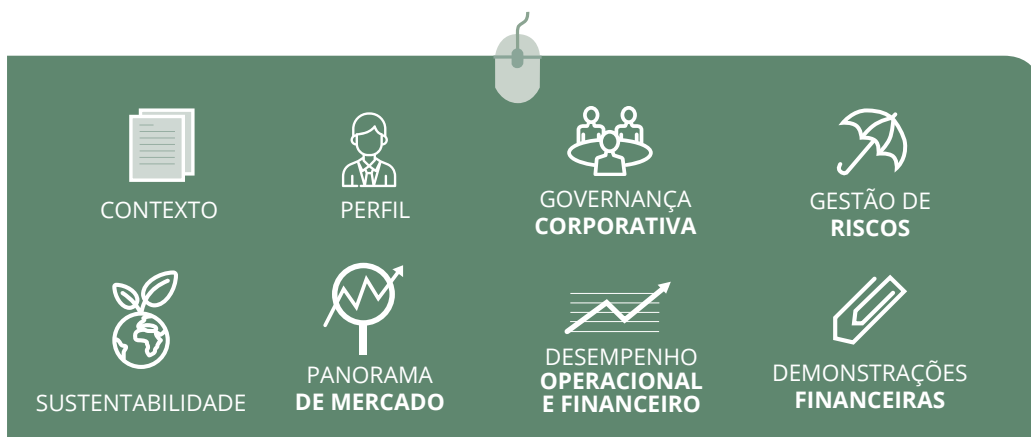 CONTEXTO
PERFIL
GOVERNANÇA
CORPORATIVA
GESTÃO DE
RISCOS
SUSTENTABILIDADE
PANORAMA
DE MERCADO
DESEMPENHO
OPERACIONAL
E FINANCEIRO
DEMONSTRAÇÕES
FINANCEIRAS